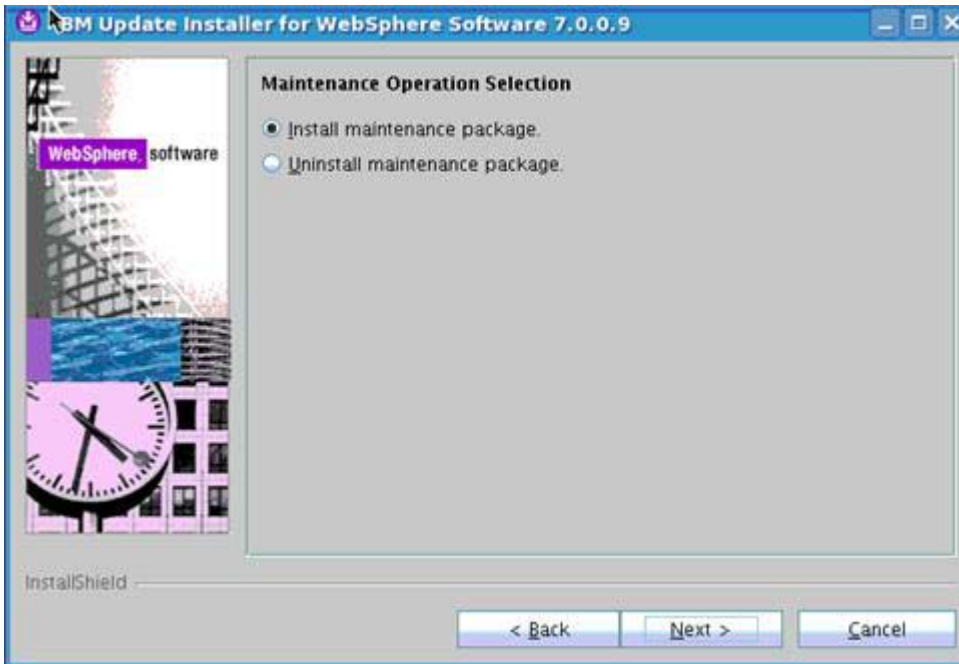 IBM Update Installer for WebSphere Software 7.0.0.9
WebSphere. software
Maintenance Operation Selection
Install maintenance package.
Uninstall maintenance package.
InstallShield
< Back
Next >
Cancel